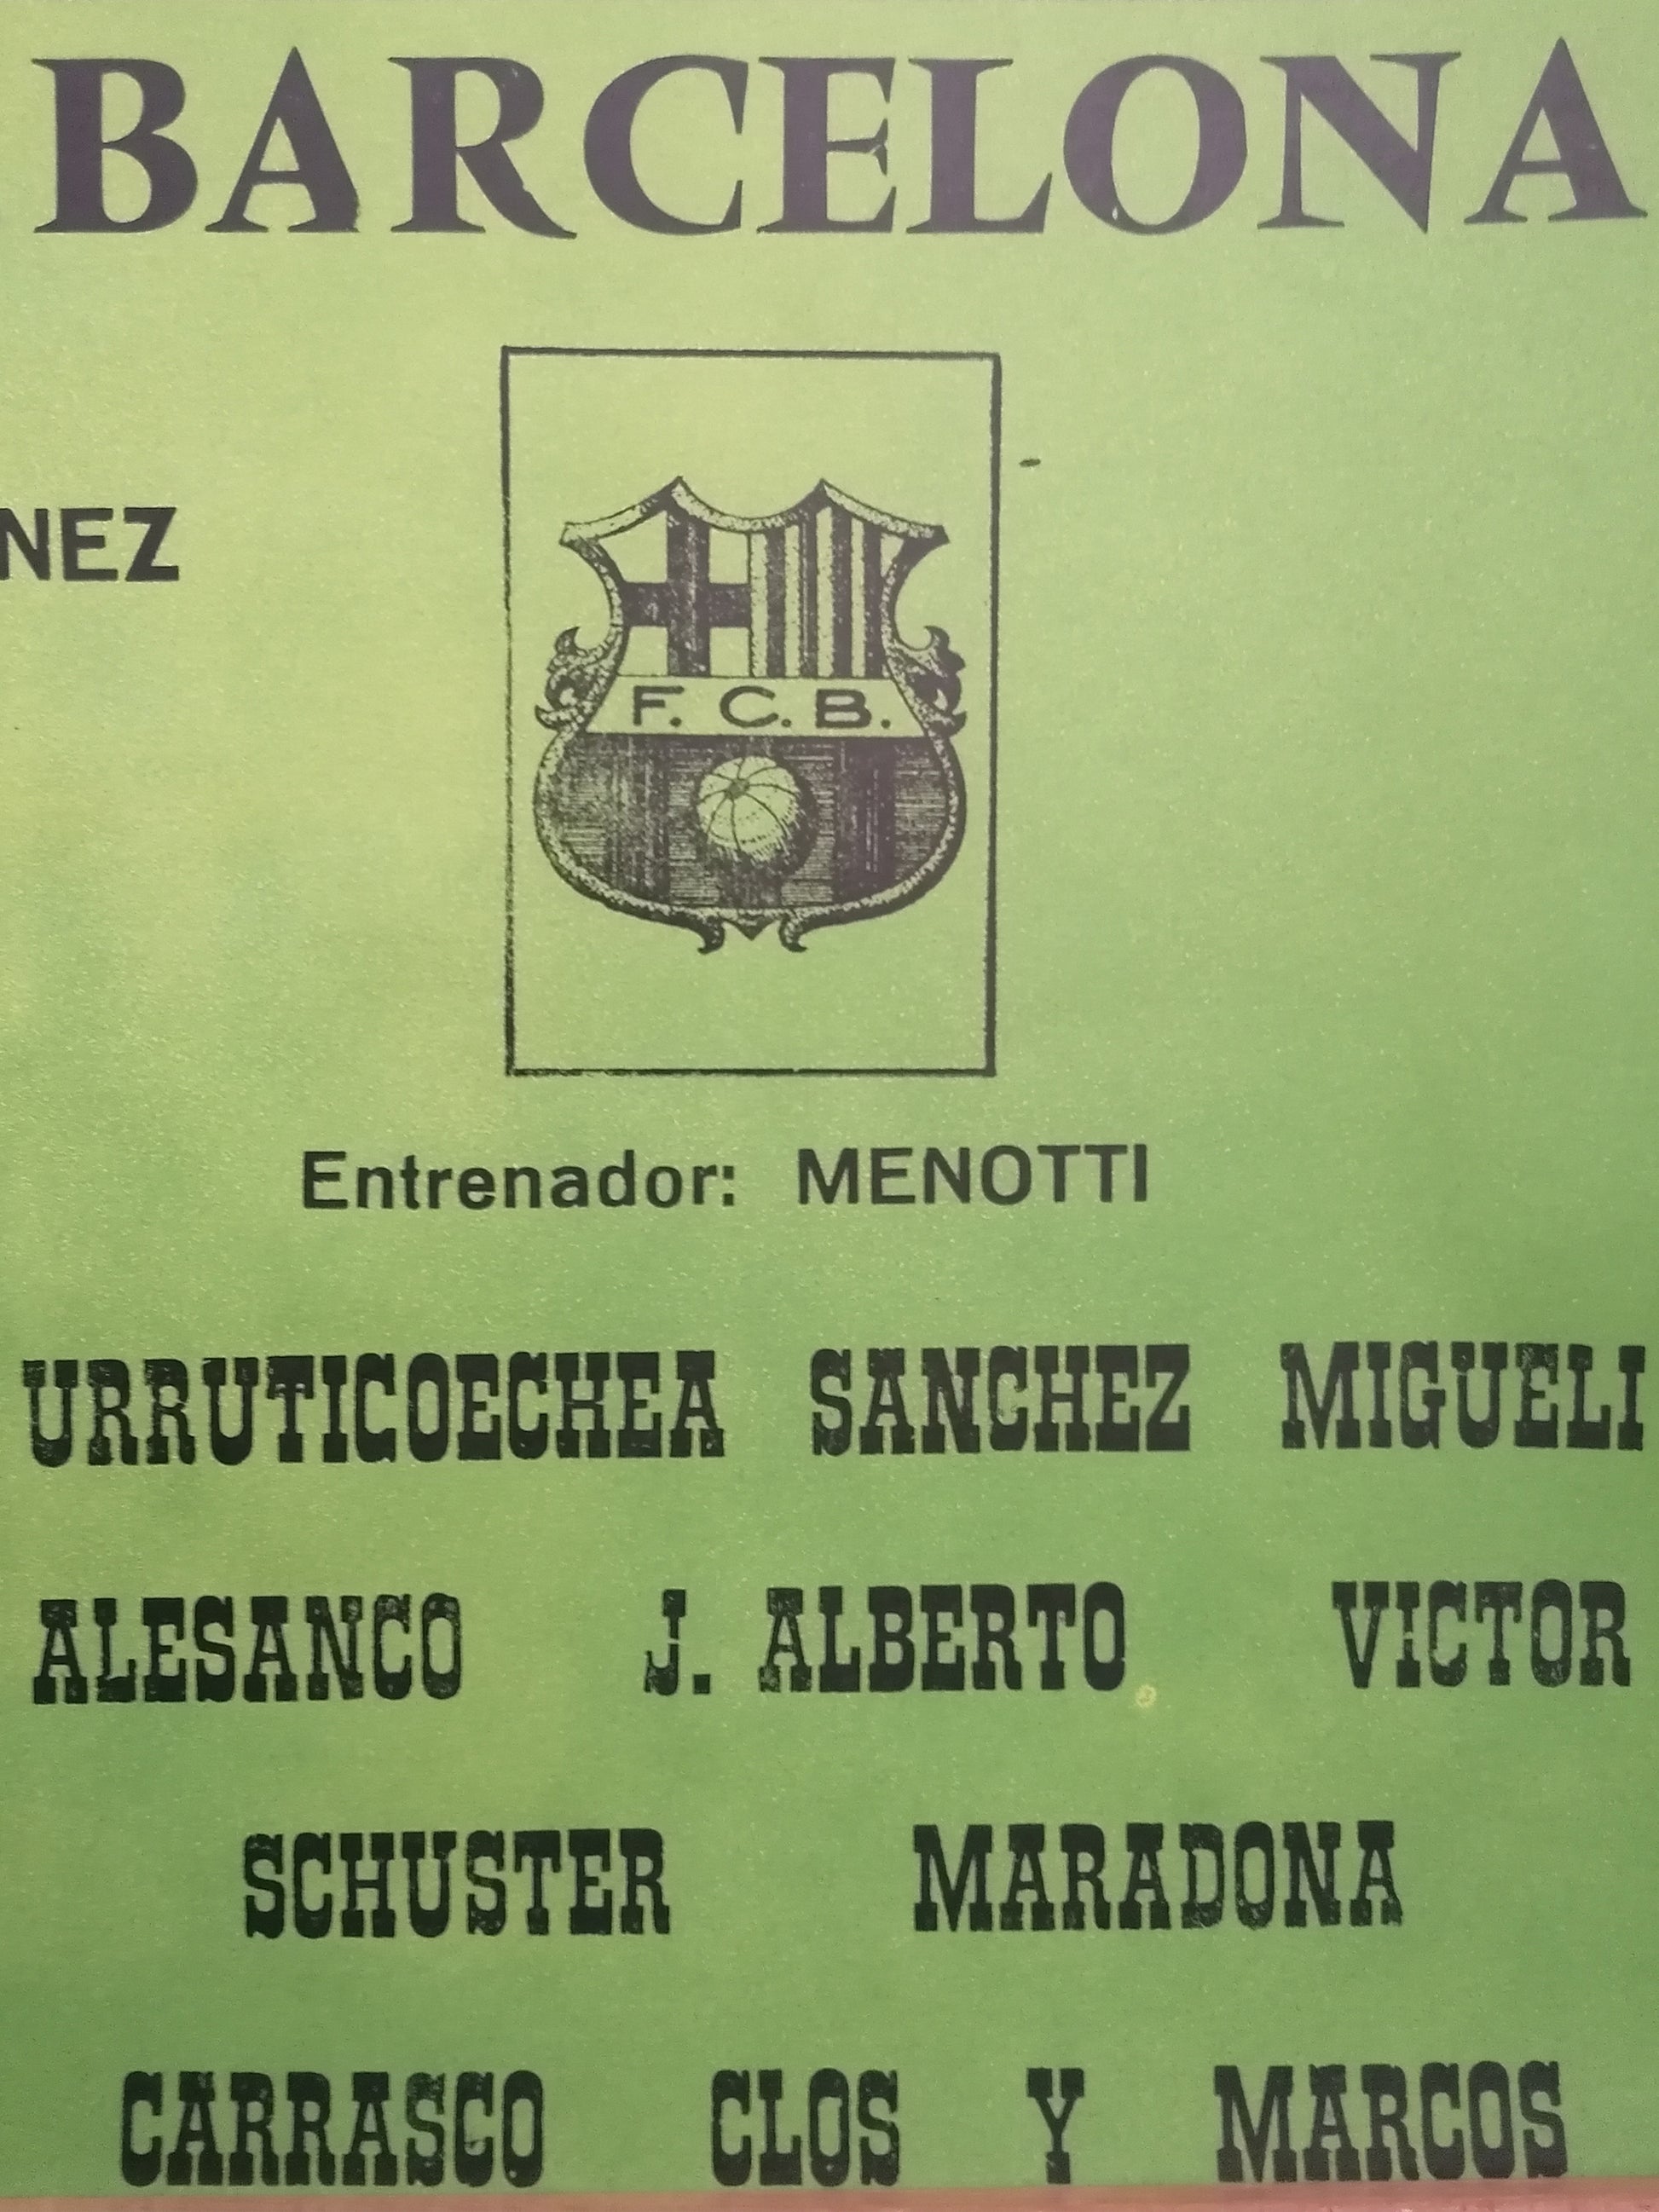 BARCELONA
NEZ
F. C. B.
Entrenador: MENOTTI
URRUTICOECHEA SANCHEZ MIGUELI
ALESANCO J. ALBERTO VICTOR
SCHUSTER MARADONA
CARRASCO CLOS Y MARCOS